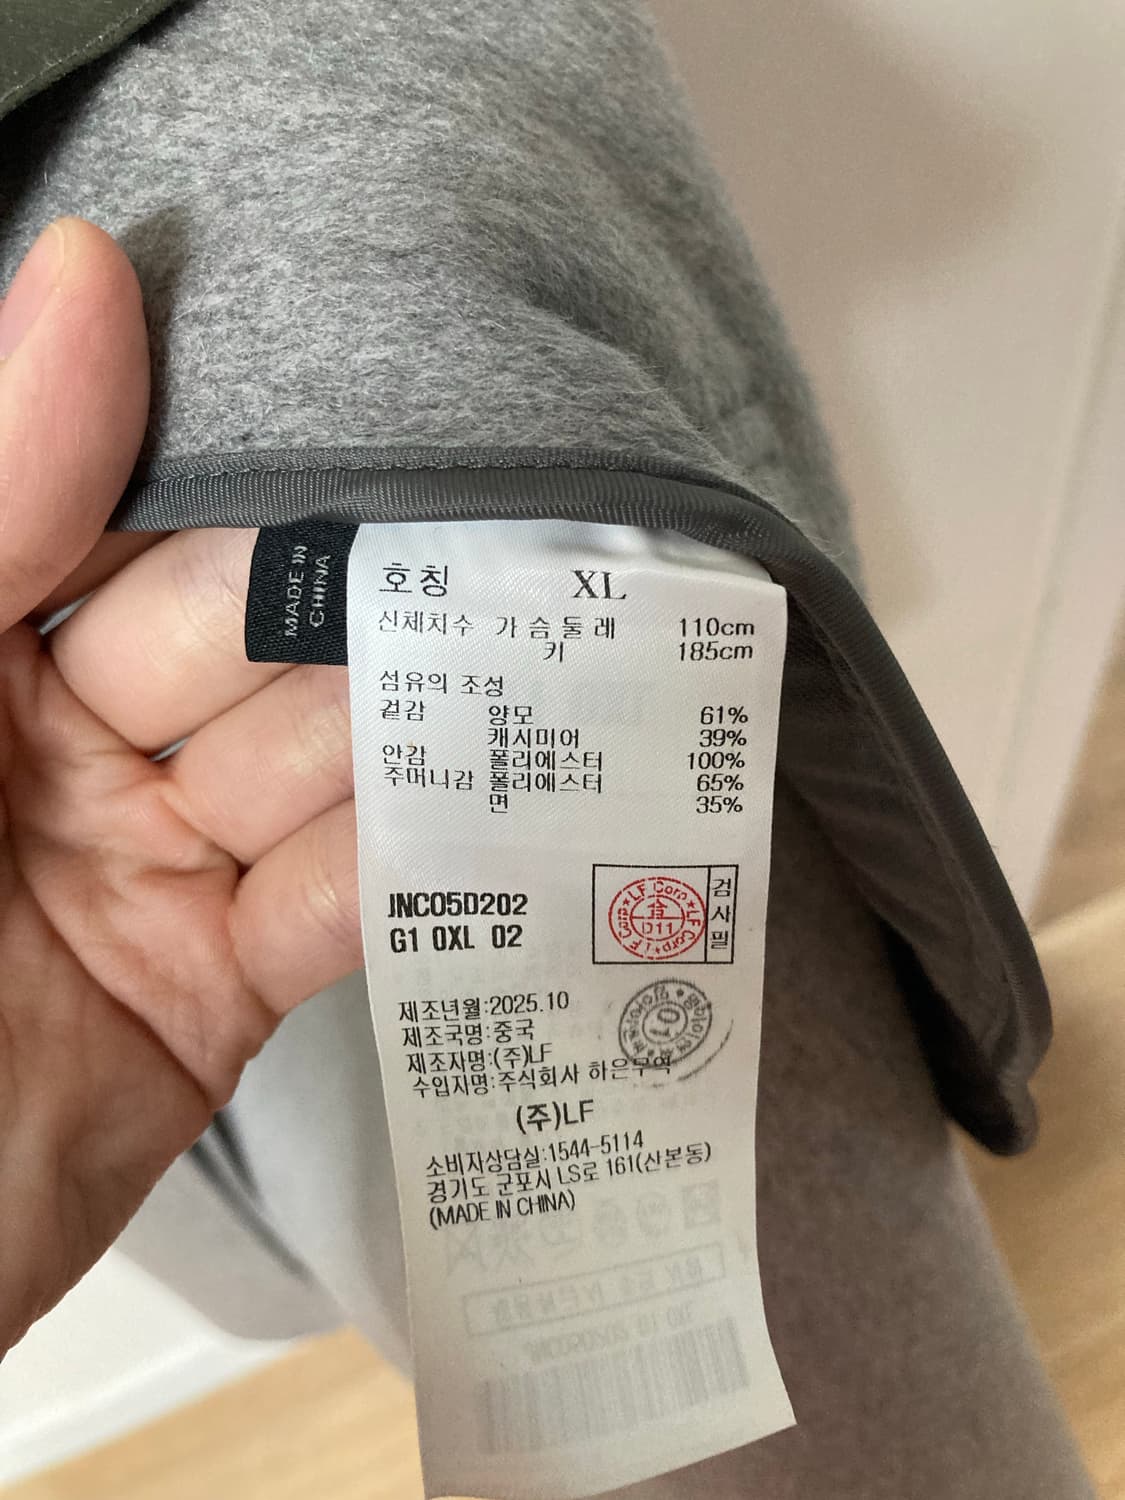 MADE IN
CHINA
호칭 XL
신체치수 가슴둘레 110cm
키 185cm
섬유의 조성
겉감 양모 61%
캐시미어 39%
안감 폴리에스터 100%
주머니감 폴리에스터 65%
면 35%
JNCO5D202
G1 0XL 02
LF Corp★LF Corp★LF Corp★
D11
검사필
제조년월:2025.10
제조국명:중국
제조자명:(주)LF
수입자명:주식회사 하은무역
01
(주)LF
소비자상담실:1544-5114
경기도 군포시 LS로 161(산본동)
(MADE IN CHINA)